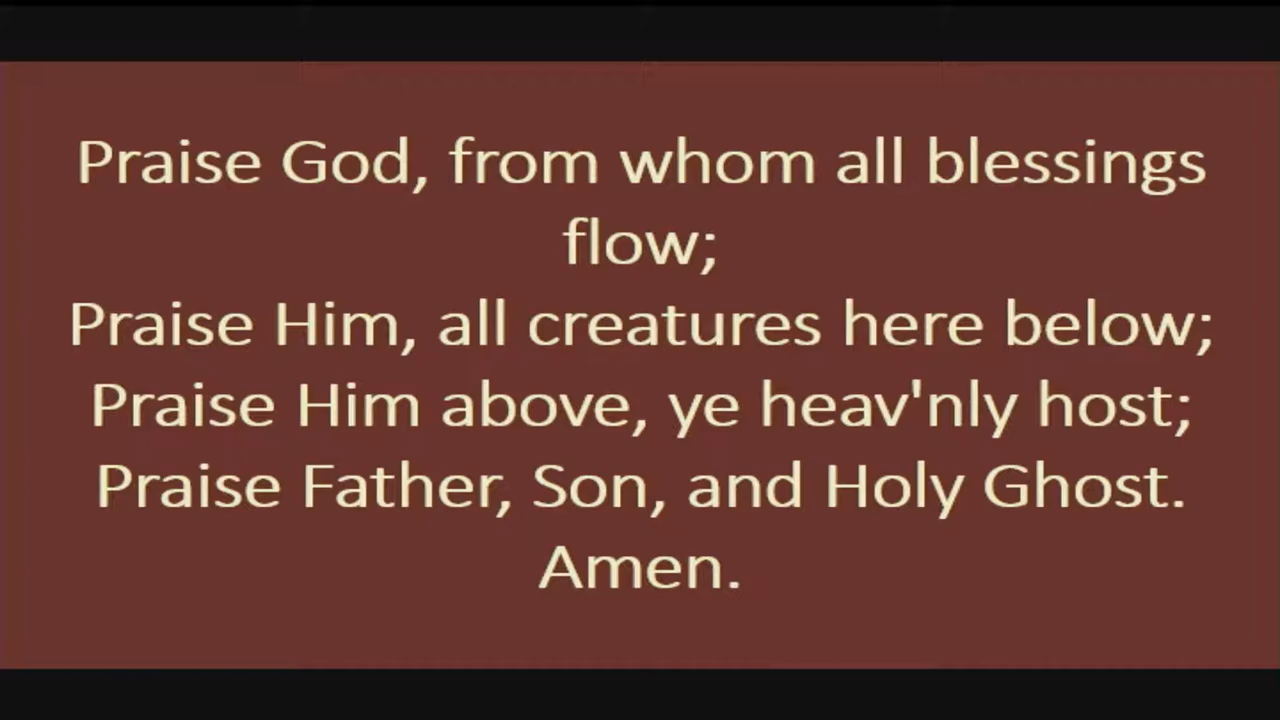 Praise God, from whom all blessings
flow;
Praise Him, all creatures here below;
Praise Him above, ye heav'nly host;
Praise Father, Son, and Holy Ghost.
Amen.